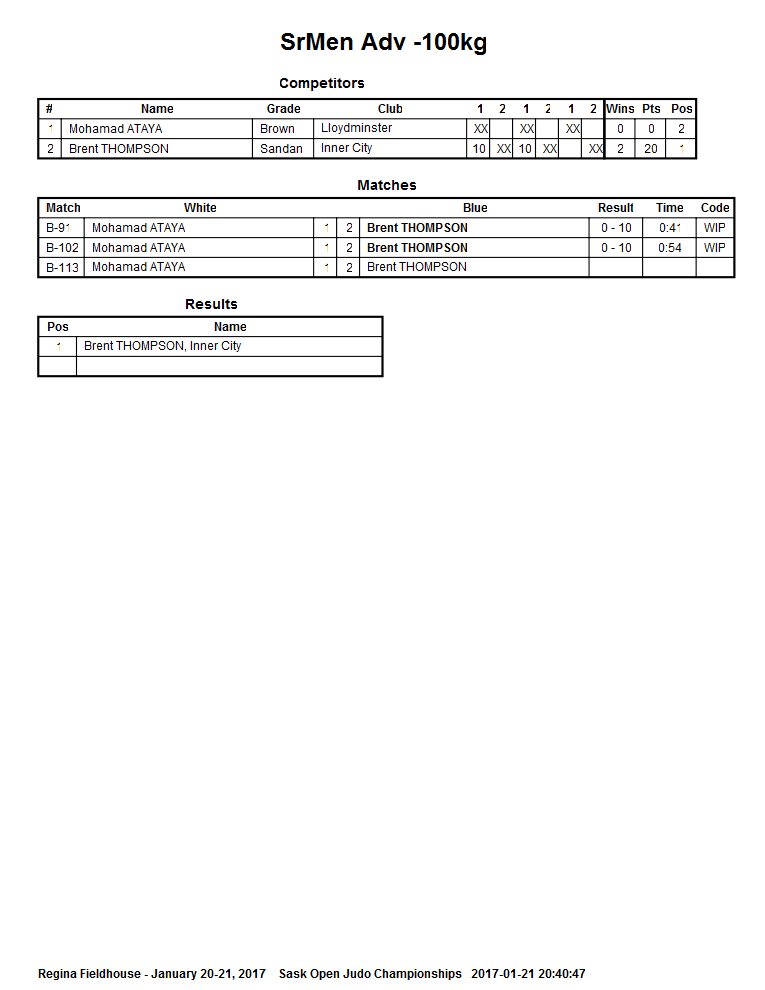 SrMen Adv -100kg
Competitors
# Name Grade Club 1 2 1 2 1 2 Wins Pts Pos
1 Mohamad ATAYA Brown Lloydminster XX XX XX 0 0 2
2 Brent THOMPSON Sandan Inner City 10 XX 10 XX XX 2 20 1
Matches
Match White Blue Result Time Code
B-91 Mohamad ATAYA 1 2 Brent THOMPSON 0 - 10 0:41 WIP
B-102 Mohamad ATAYA 1 2 Brent THOMPSON 0 - 10 0:54 WIP
B-113 Mohamad ATAYA 1 2 Brent THOMPSON
Results
Pos Name
1 Brent THOMPSON, Inner City
Regina Fieldhouse - January 20-21, 2017 Sask Open Judo Championships 2017-01-21 20:40:47